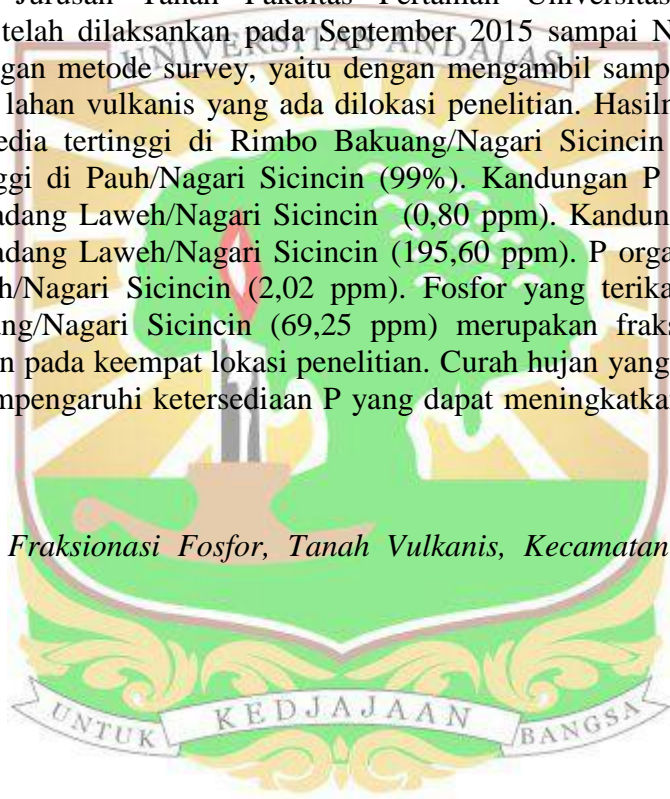 Jurusan Tanah Fakultas Pertanian Universitas
telah dilaksankan pada September 2015 sampai N
gan metode survey, yaitu dengan mengambil samp
lahan vulkanis yang ada dilokasi penelitian. Hasiln
edia tertinggi di Rimbo Bakuang/Nagari Sicincin
ggi di Pauh/Nagari Sicincin (99%). Kandungan P
adang Laweh/Nagari Sicincin (0,80 ppm). Kandun
adang Laweh/Nagari Sicincin (195,60 ppm). P orga
h/Nagari Sicincin (2,02 ppm). Fosfor yang terika
ang/Nagari Sicincin (69,25 ppm) merupakan fraks
n pada keempat lokasi penelitian. Curah hujan yang
mpengaruhi ketersediaan P yang dapat meningkatka
Fraksionasi Fosfor, Tanah Vulkanis, Kecamatan
UNIVERSITAS ANDALAS
UNTUK KEDJAJAAN BANGSA